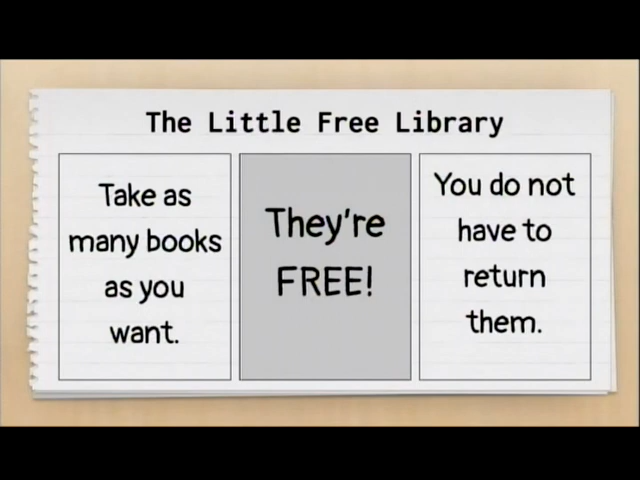 The Little Free Library
Take as
many books
as you
want.
They're
FREE!
You do not
have to
return
them.